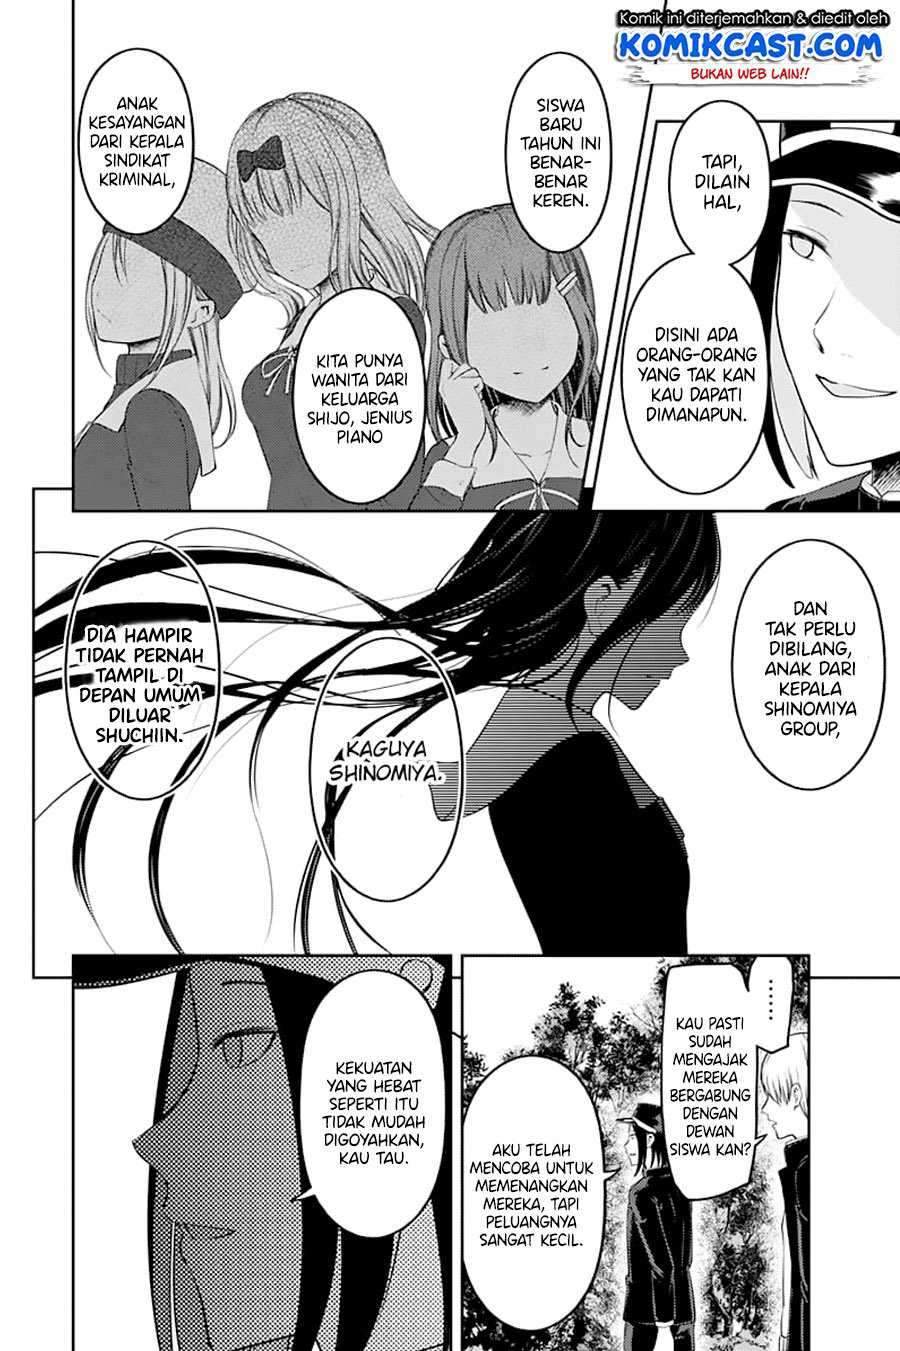 Komik ini diterjemahkan & diedit oleh
KOMIKCAST.COM
BUKAN WEB LAIN!!
TAPI,
DILAIN
HAL,
DISINI ADA
ORANG-ORANG
YANG TAK KAN
KAU DAPATI
DIMANAPUN.
SISWA
BARU
TAHUN INI
BENAR-
BENAR
KEREN.
KITA PUNYA
WANITA DARI
KELUARGA
SHIJO, JENIUS
PIANO
ANAK
KESAYANGAN
DARI KEPALA
SINDIKAT
KRIMINAL,
DAN
TAK PERLU
DIBILANG,
ANAK DARI
KEPALA
SHINOMIYA
GROUP,
KAGUYA
SHINOMIYA.
DIA HAMPIR
TIDAK PERNAH
TAMPIL DI
DEPAN UMUM
DILUAR
SHUCHIIN.
......
KAU PASTI
SUDAH
MENGAJAK
MEREKA
BERGABUNG
DENGAN
DEWAN
SISWA KAN?
AKU TELAH
MENCOBA UNTUK
MEMENANGKAN
MEREKA, TAPI
PELUANGNYA
SANGAT KECIL.
KEKUATAN
YANG HEBAT
SEPERTI ITU
TIDAK MUDAH
DIGOYAHKAN,
KAU TAU.